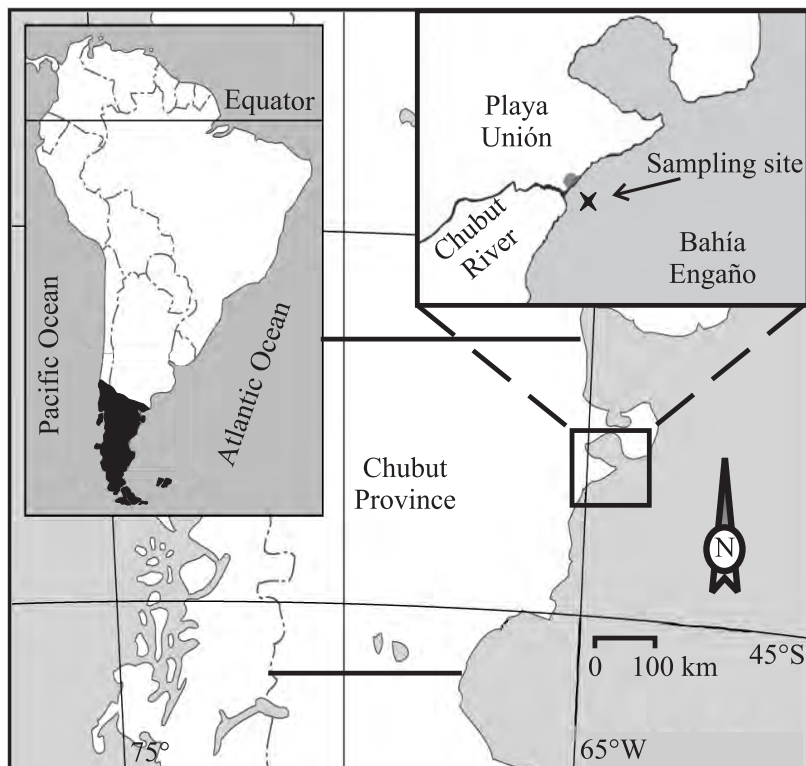 Equator
Pacific Ocean
Atlantic Ocean
Playa
Unión
Sampling site
Chubut
River
Bahía
Engaño
Chubut
Province
N
0 100 km
45°S
75°
65°W